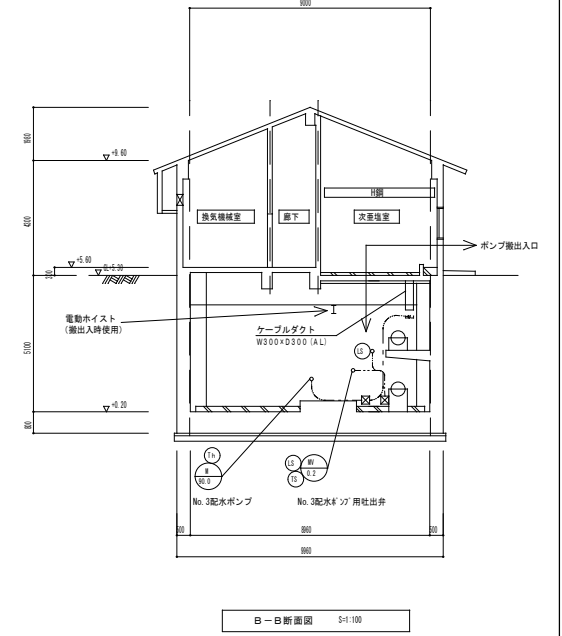 9000
1960
+9.60
4300
換気機械室
廊下
H鋼
次亜塩室
ポンプ搬出入口
+5.60
GL+5.30
300
電動ホイスト
(搬出入時使用)
ケーブルダクト
W300×D300(AL)
5100
LS
+0.20
800
Th
M
90.0
LS
TS
MV
0.2
No.3配水ポンプ
No.3配水ポンプ用吐出弁
500
8960
500
9960
B-B断面図 S=1:100